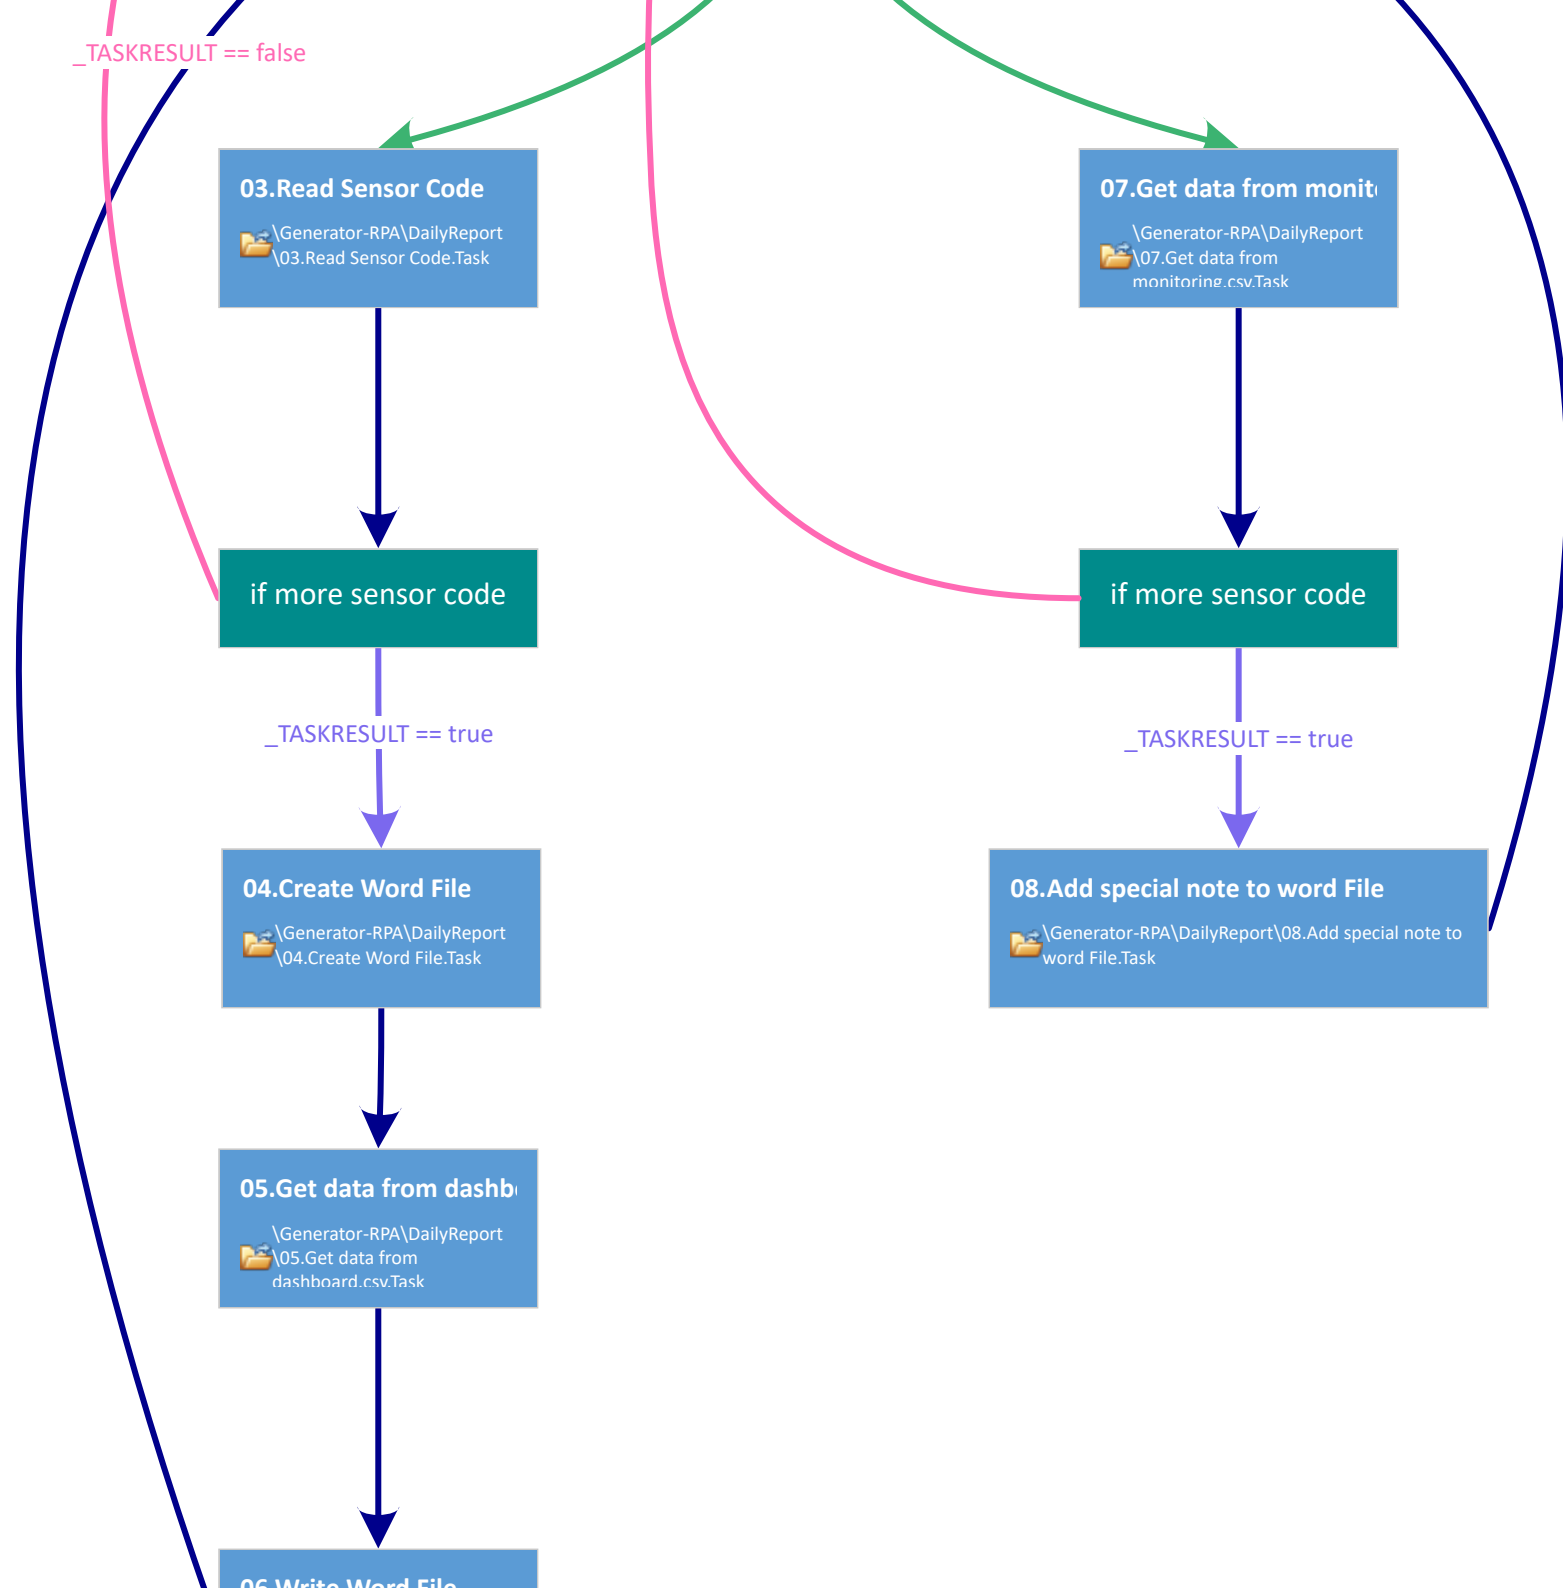 _TASKRESULT == false
03.Read Sensor Code
\Generator-RPA\DailyReport
\03.Read Sensor Code.Task
07.Get data from monit
\Generator-RPA\DailyReport
\07.Get data from
monitoring.csv.Task
if more sensor code
if more sensor code
_TASKRESULT == true
_TASKRESULT == true
04.Create Word File
\Generator-RPA\DailyReport
\04.Create Word File.Task
08.Add special note to word File
\Generator-RPA\DailyReport\08.Add special note to
word File.Task
05.Get data from dashb
\Generator-RPA\DailyReport
\05.Get data from
dashboard.csv.Task
06.Write Word File